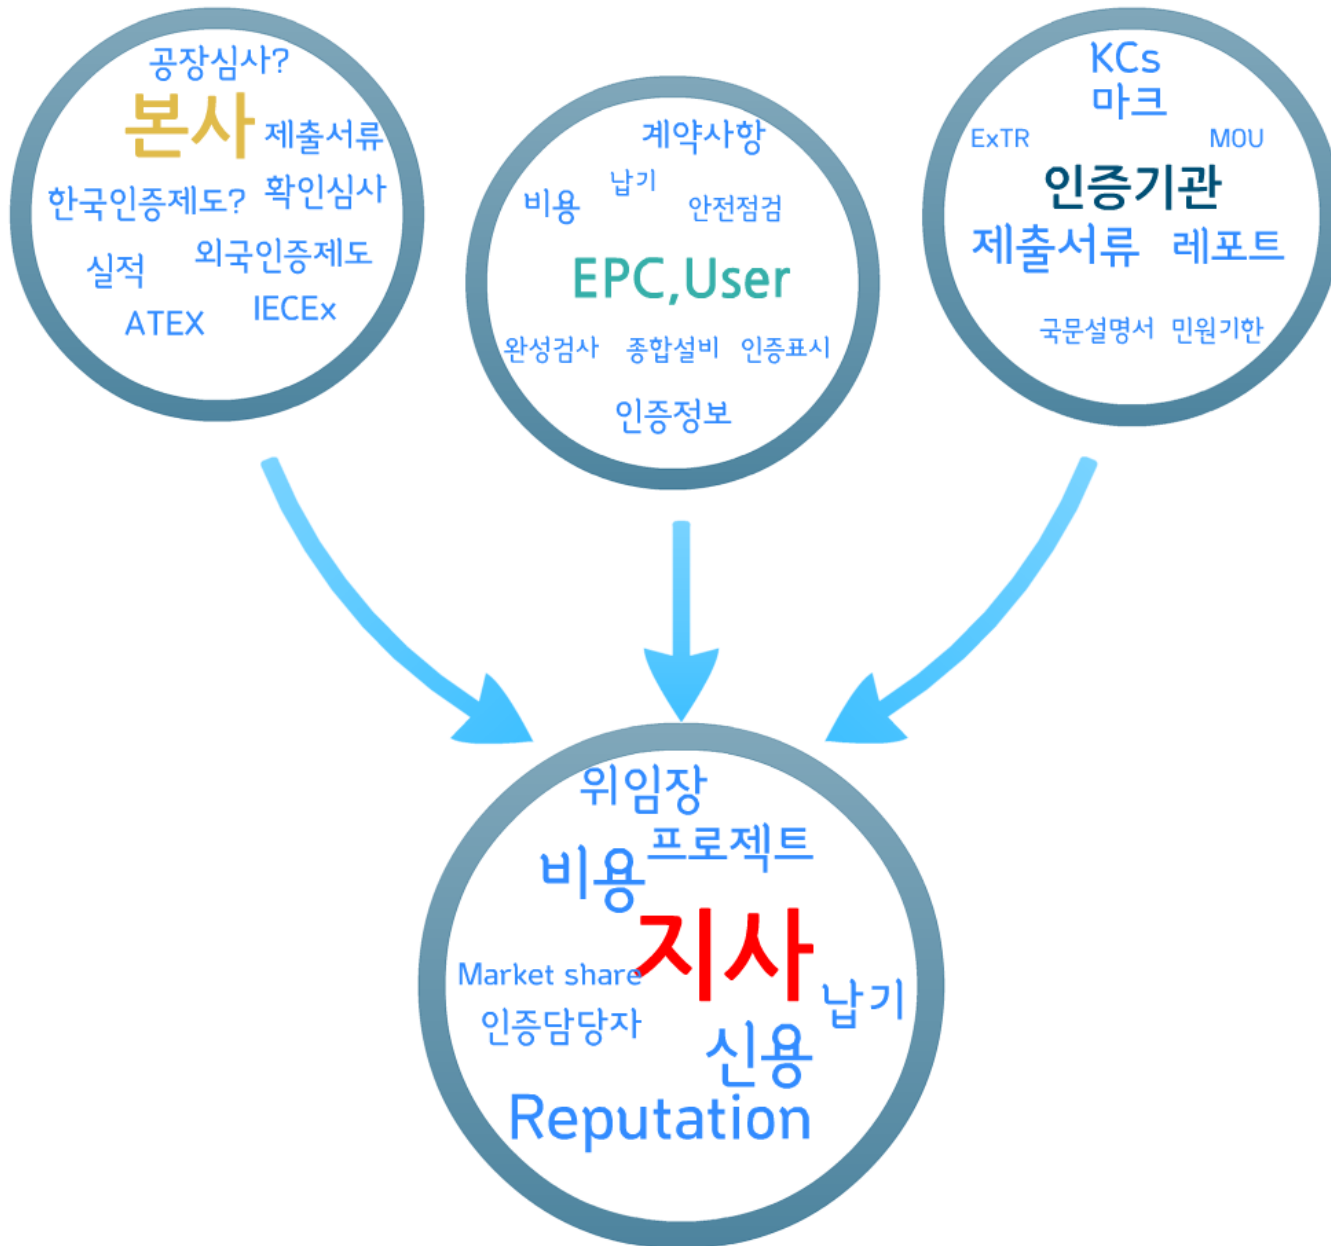 공장심사?
본사
제출서류
한국인증제도?
확인심사
실적
외국인증제도
ATEX
IECEx
계약사항
비용
납기
안전점검
EPC,User
완성검사 종합설비 인증표시
인증정보
KCs
마크
ExTR
MOU
인증기관
제출서류 레포트
국문설명서 민원기한
위임장
비용
프로젝트
지사
Market share
납기
인증담당자
신용
Reputation